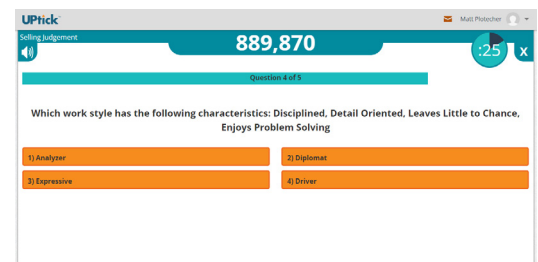 UPtick
Matt Plotecher
Selling Judgement
889,870
:25
X
Question 4 of 5
Which work style has the following characteristics: Disciplined, Detail Oriented, Leaves Little to Chance,
Enjoys Problem Solving
1) Analyzer
2) Diplomat
3) Expressive
4) Driver